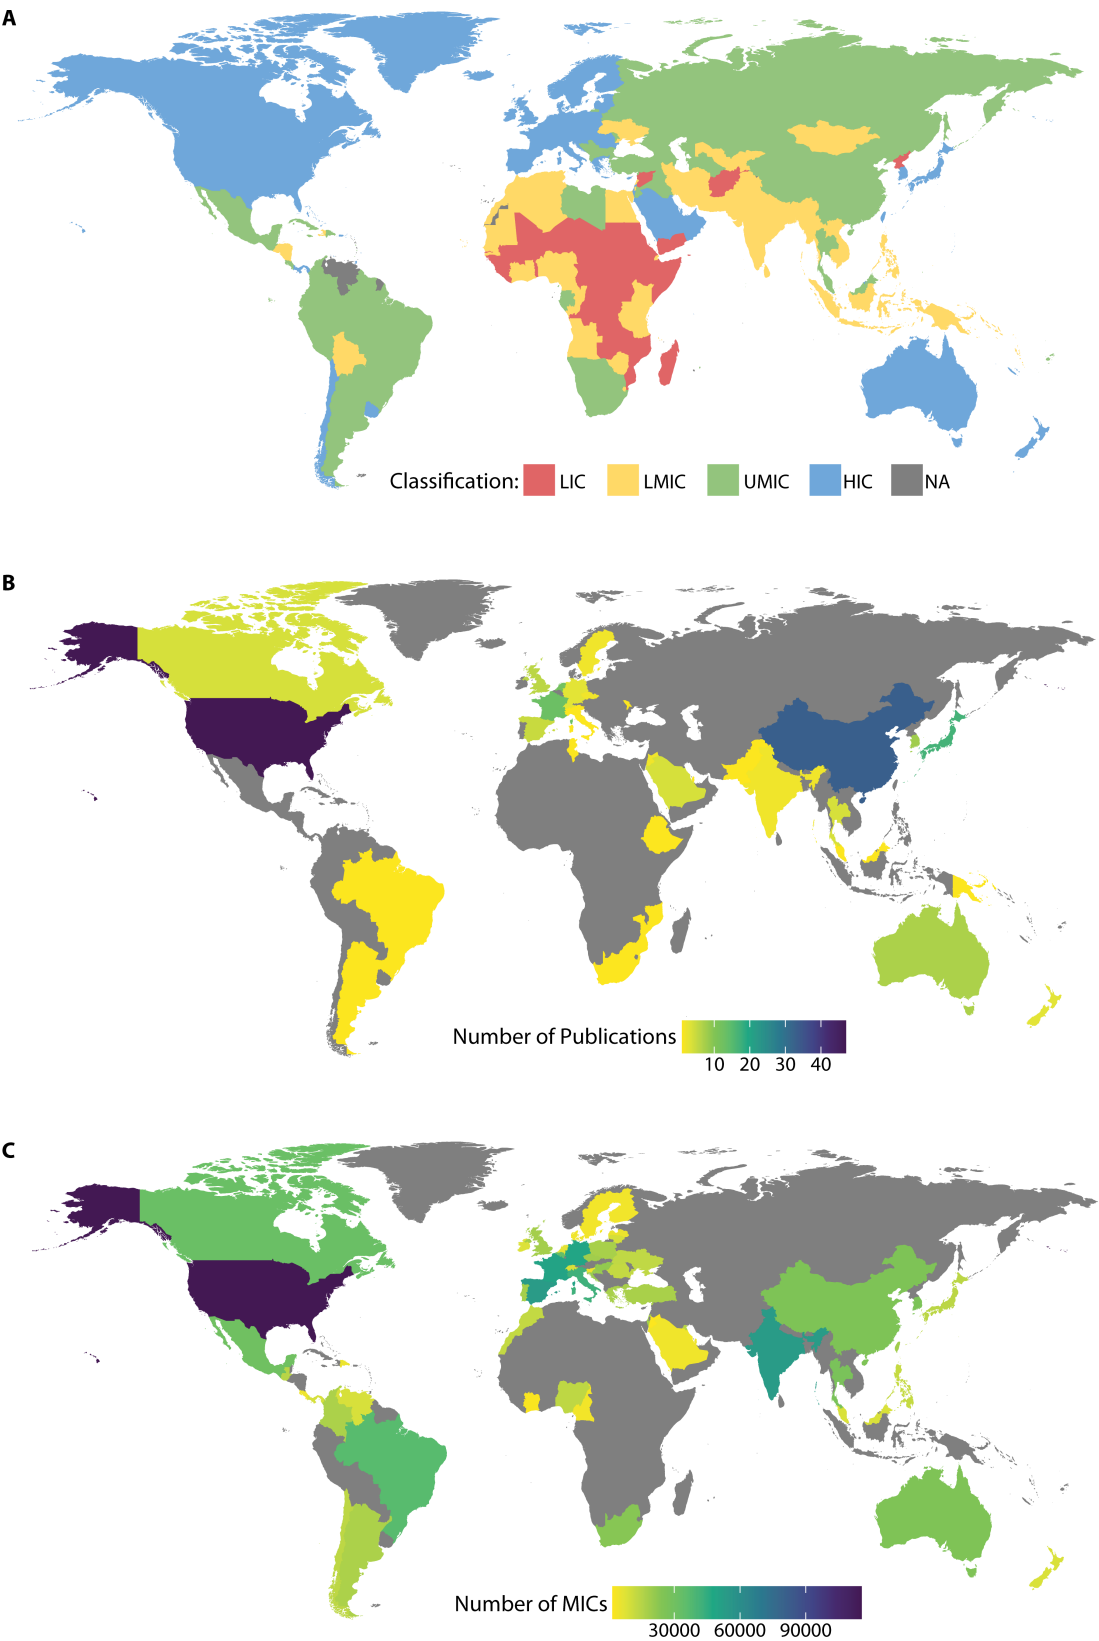 A
Classification: LIC LMIC UMIC HIC NA
B
Number of Publications
10 20 30 40
C
Number of MICs
30000 60000 90000